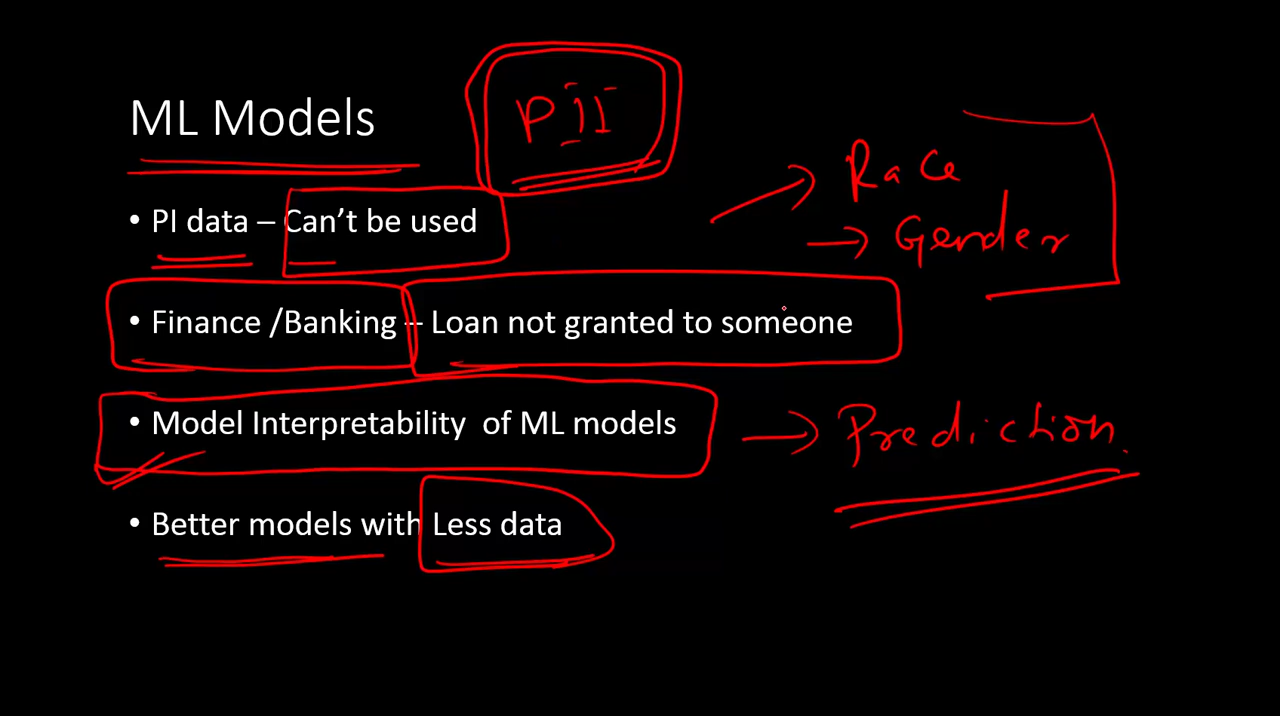 ML Models
PII
• PI data – Can't be used
→ Race
→ Gender
• Finance /Banking – Loan not granted to someone
• Model Interpretability of ML models
→ Prediction.
• Better models with Less data